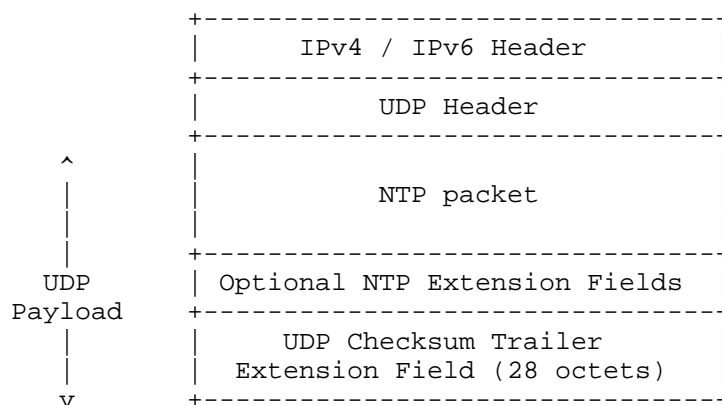 IPv4 / IPv6 Header
UDP Header
NTP packet
UDP
Payload
Optional NTP Extension Fields
UDP Checksum Trailer
Extension Field (28 octets)